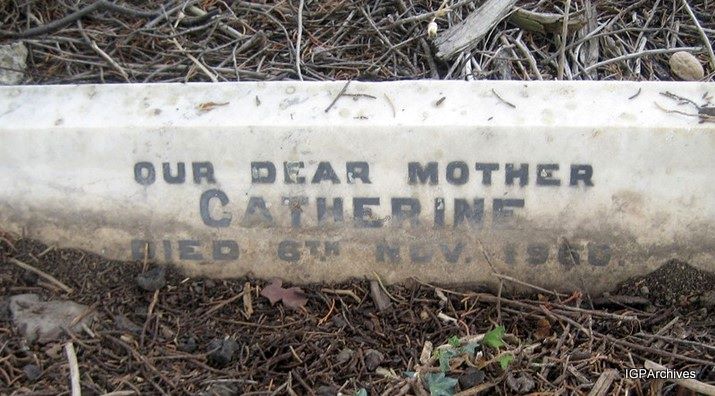 OUR DEAR MOTHER
CATHERINE
DIED 6TH NOV.
IGPArchives